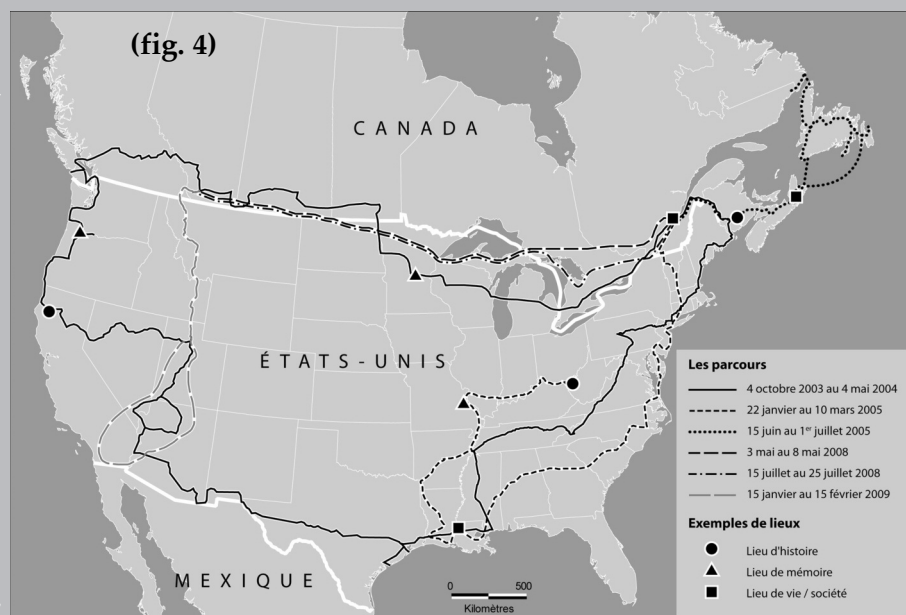 (fig. 4)
CANADA
ÉTATS-UNIS
MEXIQUE
0 500
Kilomètres
Les parcours
4 octobre 2003 au 4 mai 2004
22 janvier au 10 mars 2005
15 juin au 1er juillet 2005
3 mai au 8 mai 2008
15 juillet au 25 juillet 2008
15 janvier au 15 février 2009
Exemples de lieux
Lieu d'histoire
Lieu de mémoire
Lieu de vie / société